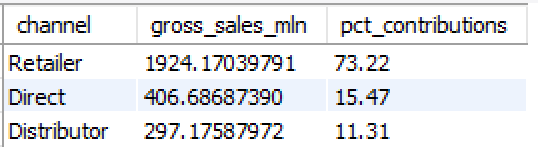 channel gross_sales_mln pct_contributions
Retailer 1924.17039791 73.22
Direct 406.68687390 15.47
Distributor 297.17587972 11.31